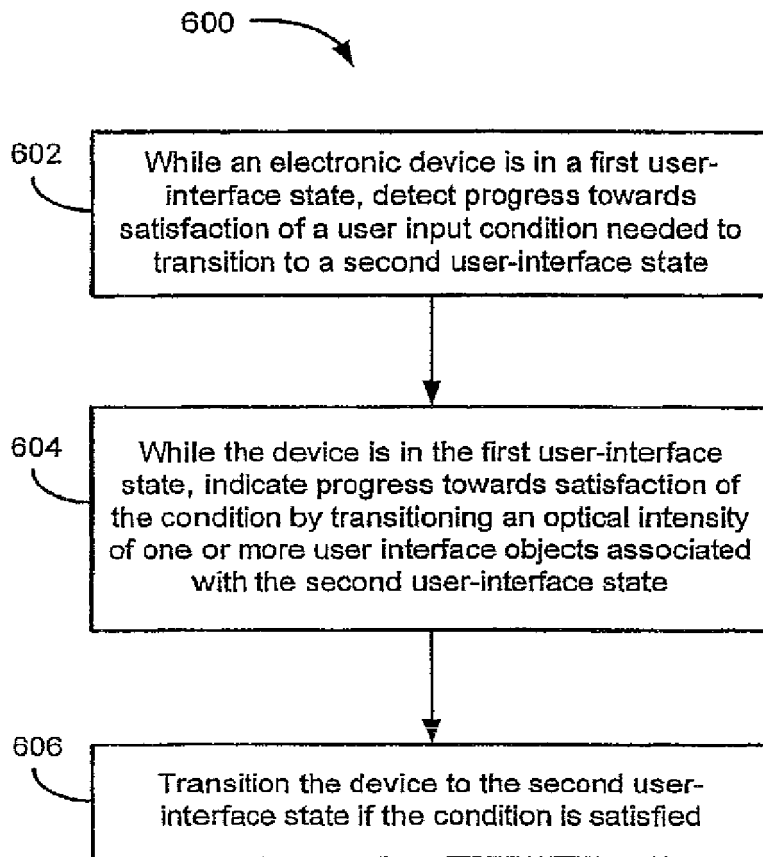 600
602
While an electronic device is in a first user-
interface state, detect progress towards
satisfaction of a user input condition needed to
transition to a second user-interface state
604
While the device is in the first user-interface
state, indicate progress towards satisfaction of
the condition by transitioning an optical intensity
of one or more user interface objects associated
with the second user-interface state
606
Transition the device to the second user-
interface state if the condition is satisfied